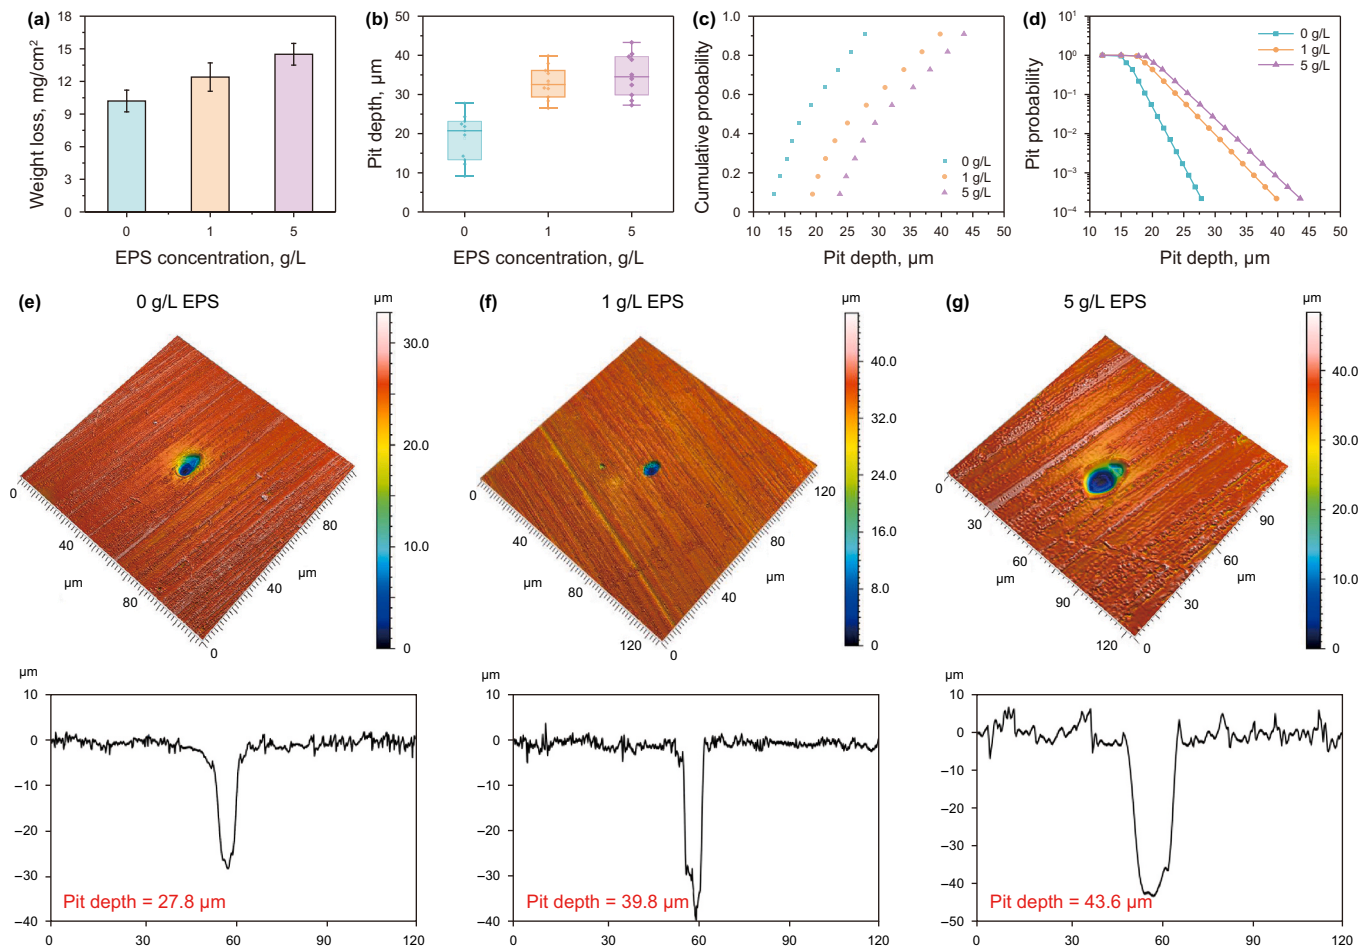 (a)
Weight loss, mg/cm²
18
15
12
9
6
3
0
0 1 5
EPS concentration, g/L
(b)
Pit depth, µm
50
40
30
20
10
0
0 1 5
EPS concentration, g/L
(c)
Cumulative probability
1.0
0.8
0.6
0.4
0.2
0
0 g/L
1 g/L
5 g/L
10 15 20 25 30 35 40 45 50
Pit depth, µm
(d)
Pit probability
10¹
10⁰
10⁻¹
10⁻²
10⁻³
10⁻⁴
0 g/L
1 g/L
5 g/L
10 15 20 25 30 35 40 45 50
Pit depth, µm
(e)
0 g/L EPS
µm
30.0
20.0
10.0
0
0
40
80
µm
0
40
80
µm
(f)
1 g/L EPS
µm
40.0
32.0
24.0
16.0
8.0
0
0
40
80
120
µm
0
40
80
120
µm
(g)
5 g/L EPS
µm
40.0
30.0
20.0
10.0
0
0
30
60
90
120
µm
0
30
60
90
µm
µm
10
0
–10
–20
–30
–40
Pit depth = 27.8 µm
0 30 60 90 120
µm
10
0
–10
–20
–30
–40
Pit depth = 39.8 µm
0 30 60 90 120
µm
10
0
–10
–20
–30
–40
–50
Pit depth = 43.6 µm
0 30 60 90 120